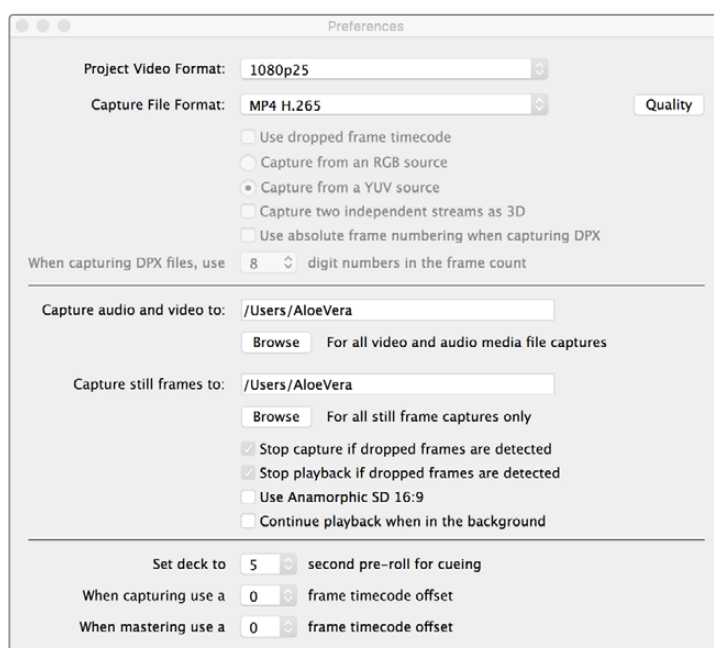 Preferences
Project Video Format: 1080p25
Capture File Format: MP4 H.265 Quality
Use dropped frame timecode
Capture from an RGB source
Capture from a YUV source
Capture two independent streams as 3D
Use absolute frame numbering when capturing DPX
When capturing DPX files, use 8 digit numbers in the frame count
Capture audio and video to: /Users/AloeVera
Browse For all video and audio media file captures
Capture still frames to: /Users/AloeVera
Browse For all still frame captures only
Stop capture if dropped frames are detected
Stop playback if dropped frames are detected
Use Anamorphic SD 16:9
Continue playback when in the background
Set deck to 5 second pre-roll for cueing
When capturing use a 0 frame timecode offset
When mastering use a 0 frame timecode offset